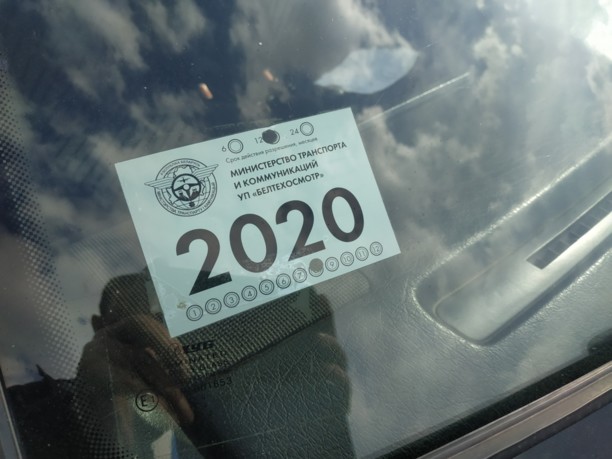 6 12 24
Срок действия разрешения, месяцев
МИНИСТЕРСТВО ТРАНСПОРТА
И КОММУНИКАЦИЙ
УП «БЕЛТЕХОСМОТР»
2020
1 2 3 4 5 6 7 9 10 11 12